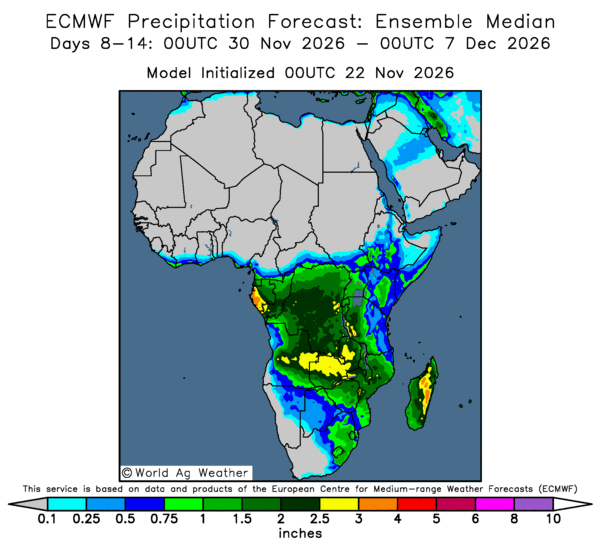 ECMWF Precipitation Forecast: Ensemble Median
Days 8–14: 00UTC 30 Nov 2026 – 00UTC 7 Dec 2026
Model Initialized 00UTC 22 Nov 2026
© World Ag Weather
This service is based on data and products of the European Centre for Medium-range Weather Forecasts (ECMWF)
0.1 0.25 0.5 0.75 1 1.5 2 2.5 3 4 5 6 8 10
inches